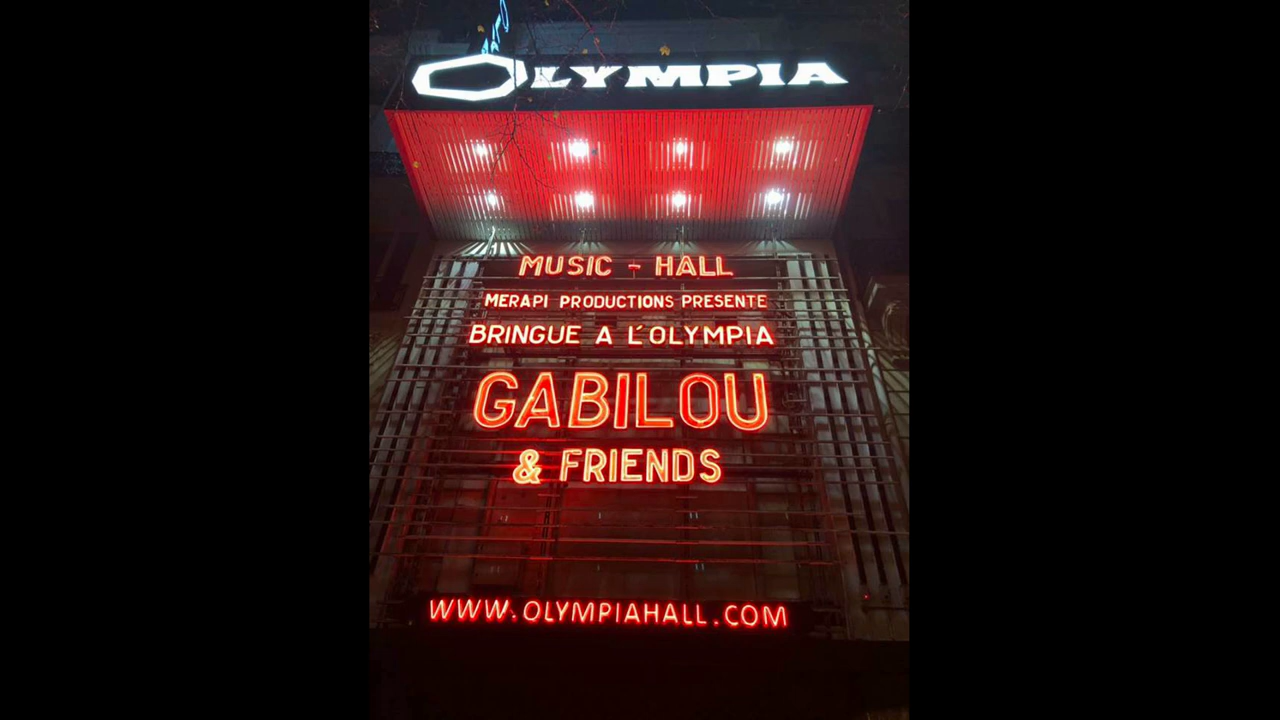 OLYMPIA
MUSIC - HALL
MERAPI PRODUCTIONS PRESENTE
BRINGUE A L'OLYMPIA
GABILOU
& FRIENDS
WWW.OLYMPIAHALL.COM